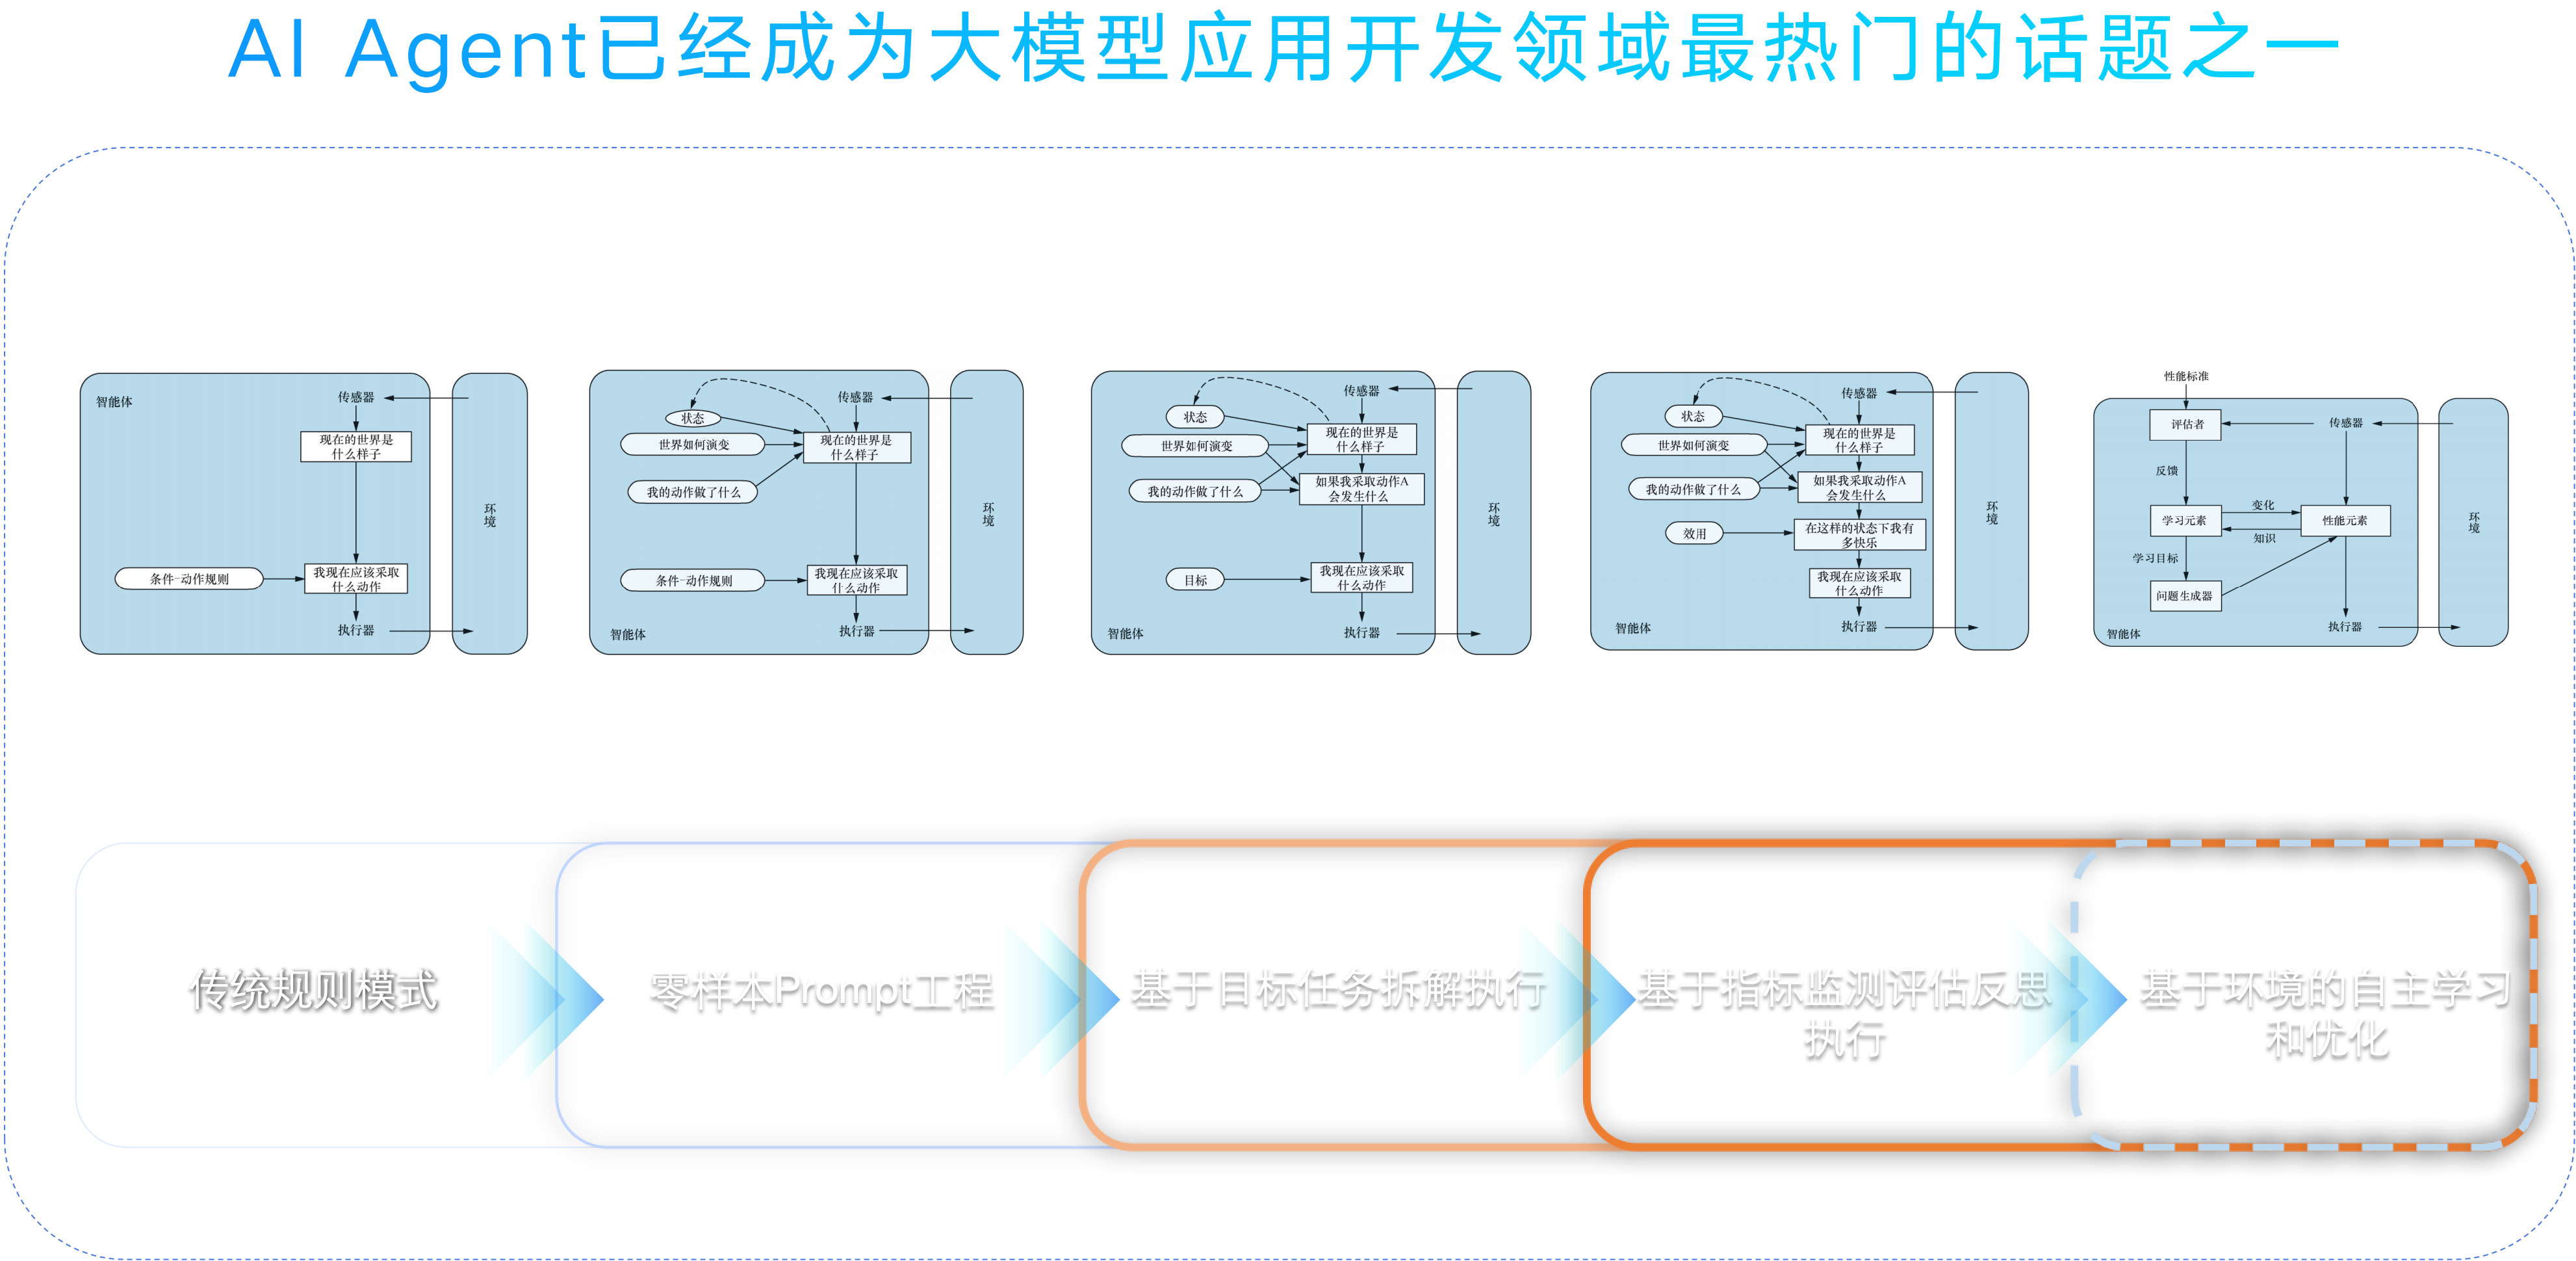 AI Agent已经成为大模型应用开发领域最热门的话题之一
智能体
传感器
现在的世界是
什么样子
条件-动作规则
我现在应该采取
什么动作
执行器
环
境
传感器
状态
世界如何演变
现在的世界是
什么样子
我的动作做了什么
条件-动作规则
我现在应该采取
什么动作
智能体
执行器
环
境
传感器
状态
世界如何演变
现在的世界是
什么样子
我的动作做了什么
如果我采取动作A
会发生什么
目标
我现在应该采取
什么动作
智能体
执行器
环
境
传感器
状态
世界如何演变
现在的世界是
什么样子
我的动作做了什么
如果我采取动作A
会发生什么
效用
在这样的状态下我有
多快乐
我现在应该采取
什么动作
智能体
执行器
环
境
性能标准
评估者
传感器
反馈
学习元素
变化
知识
性能元素
学习目标
问题生成器
智能体
执行器
环
境
传统规则模式
零样本Prompt工程
基于目标任务拆解执行
基于指标监测评估反思
执行
基于环境的自主学习
和优化